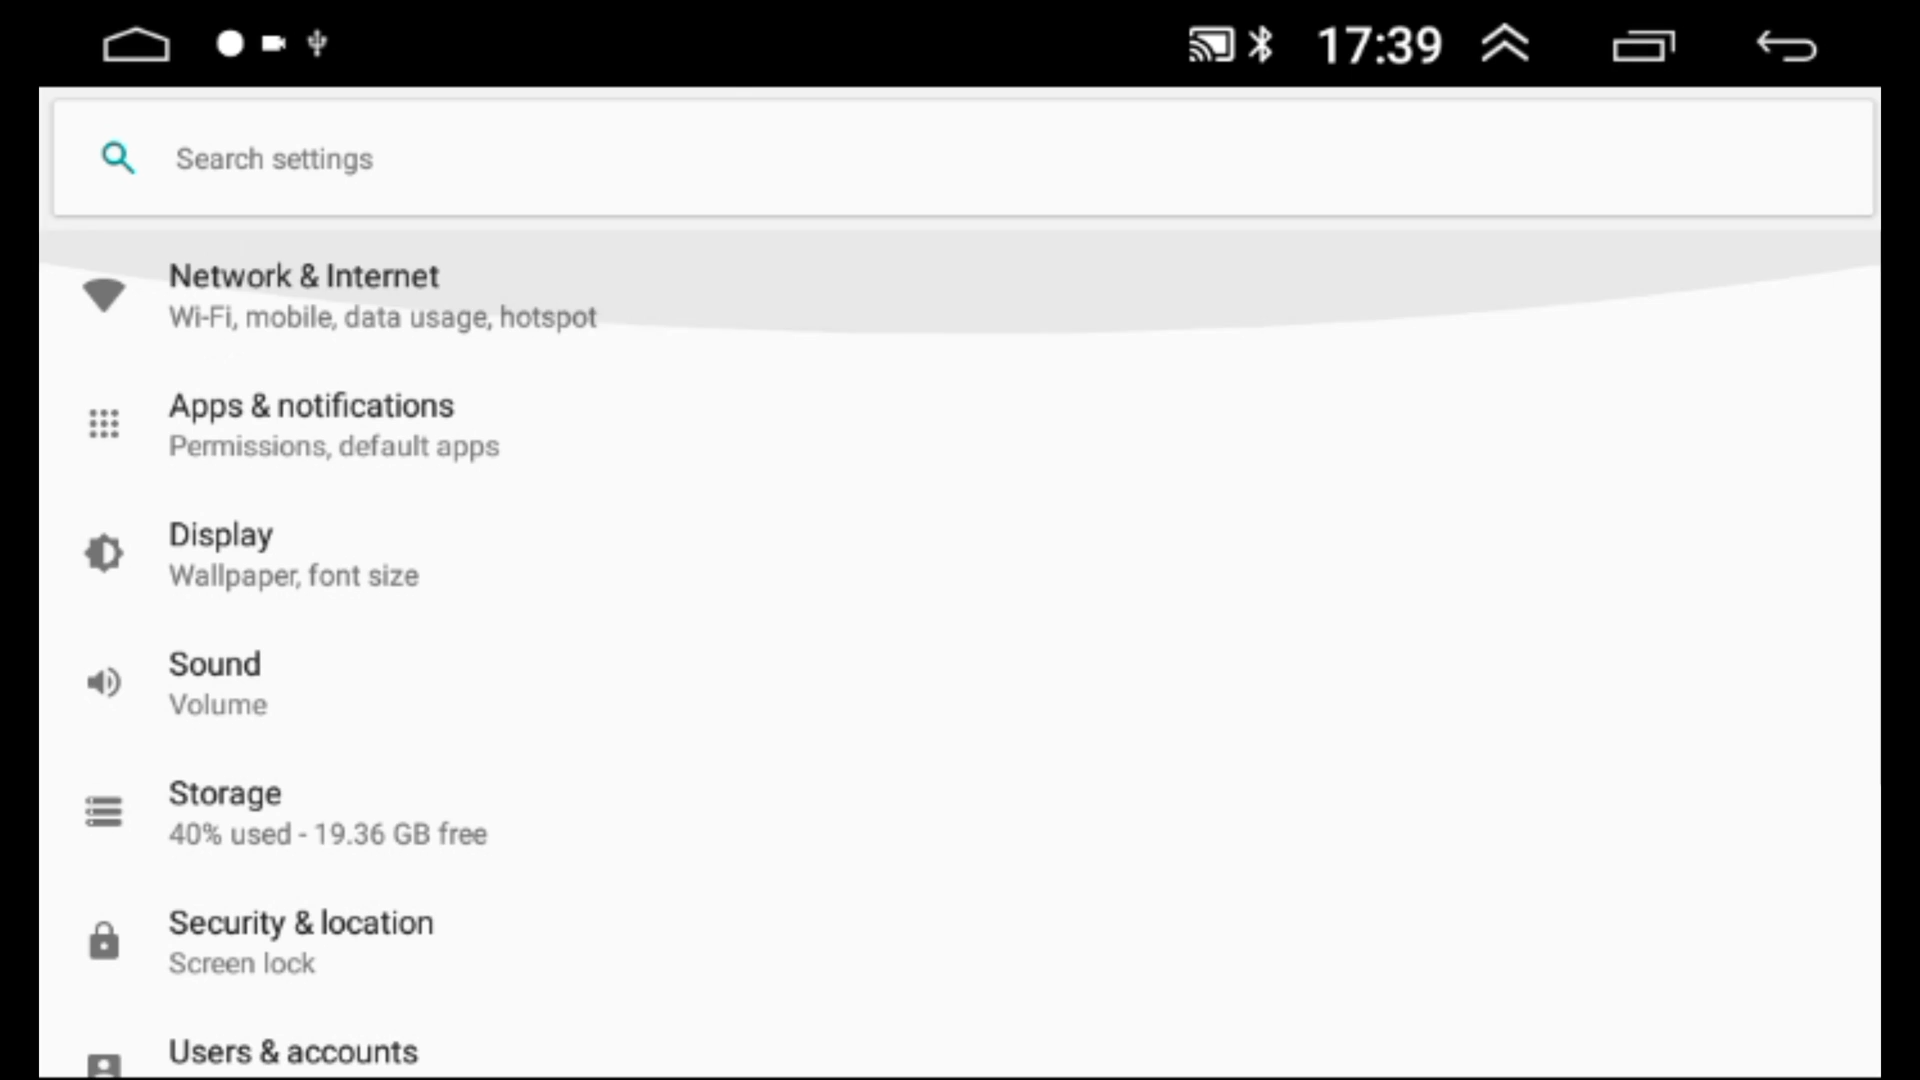 17:39
Search settings
Network & Internet
Wi-Fi, mobile, data usage, hotspot
Apps & notifications
Permissions, default apps
Display
Wallpaper, font size
Sound
Volume
Storage
40% used - 19.36 GB free
Security & location
Screen lock
Users & accounts